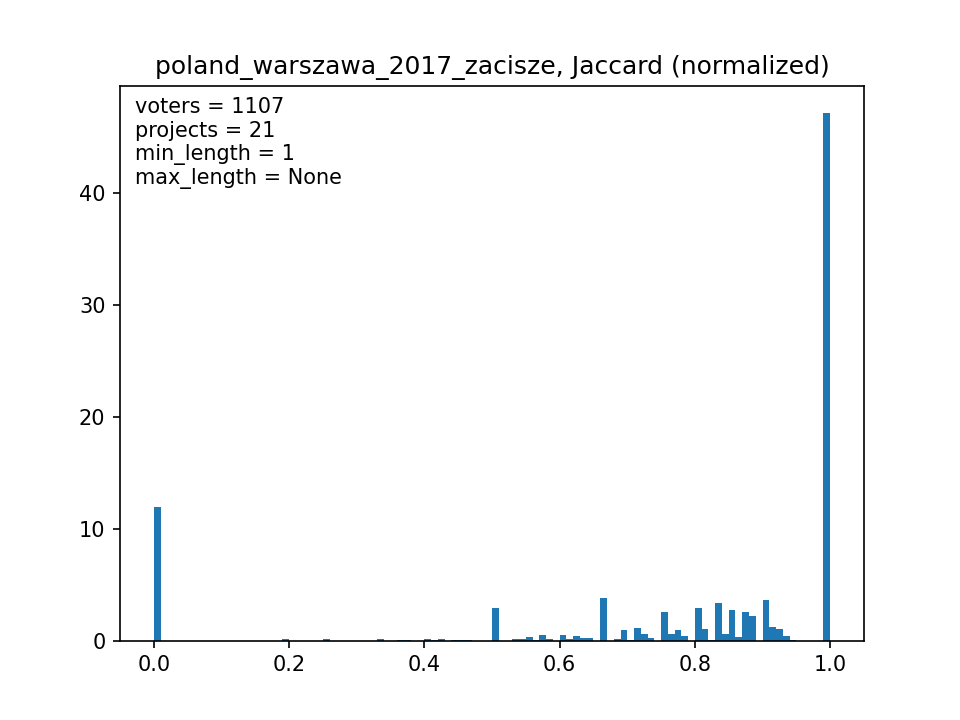 poland_warszawa_2017_zacisze, Jaccard (normalized)
voters = 1107
projects = 21
min_length = 1
max_length = None
40
30
20
10
0
0.0 0.2 0.4 0.6 0.8 1.0